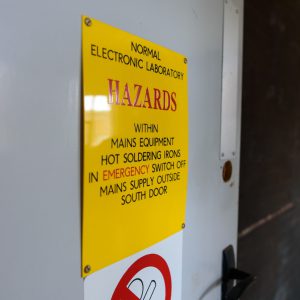 NORMAL
ELECTRONIC LABORATORY
HAZARDS
WITHIN
MAINS EQUIPMENT
HOT SOLDERING IRONS
IN EMERGENCY SWITCH OFF
MAINS SUPPLY OUTSIDE
SOUTH DOOR